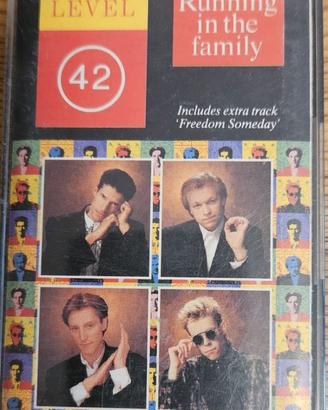 LEVEL
42
Running
in the
family
Includes extra track
'Freedom Someday'